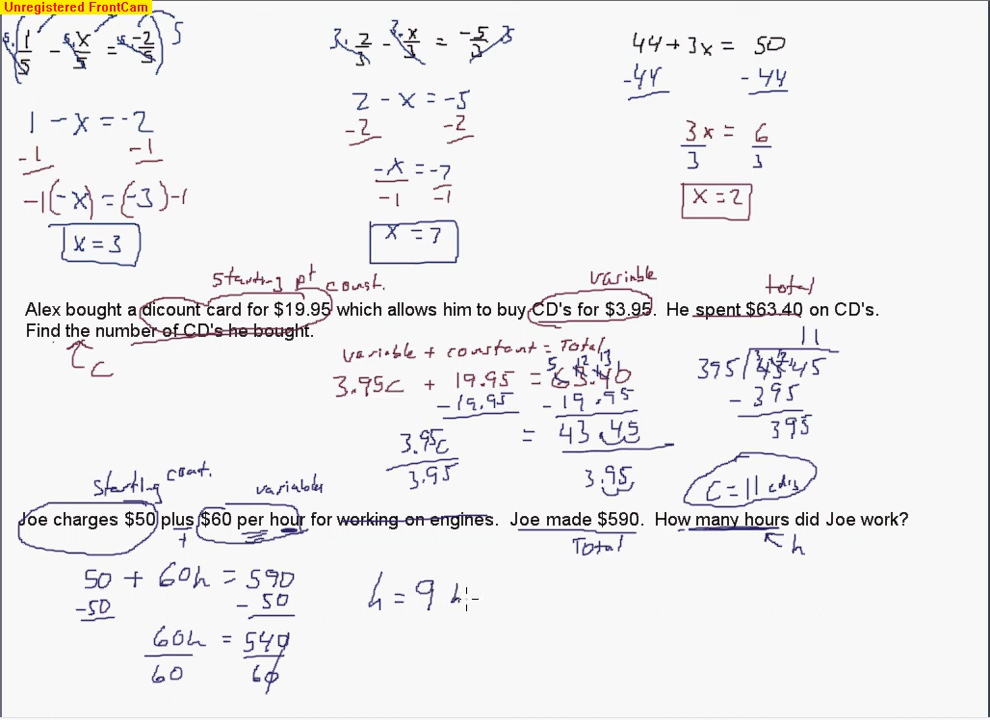 Unregistered FrontCam
5·1/5 - 5·x/5 = 5·-2/5 5
1 - x = -2
-1 -1
-1(-x) = (-3)-1
x = 3
3·2/3 - 3·x/3 = -5/3 ·3
2 - x = -5
-2 -2
-x = -7
-1 -1
x = 7
44 + 3x = 50
-44 -44
3x = 6
3 3
x = 2
starting pt const.
variable
total
Alex bought a dicount card for $19.95 which allows him to buy CD's for $3.95. He spent $63.40 on CD's.
Find the number of CD's he bought.
C
variable + constant = Total
5 12 13
3.95c + 19.95 = 63.40
-19.95 -19.95
3.95c = 43.45
3.95 3.95
11
395 4345
- 395
395
C = 11 cd's
starting const.
variable
Joe charges $50 plus $60 per hour for working on engines. Joe made $590. How many hours did Joe work?
+
Total
h
50 + 60h = 590
-50 - 50
60h = 540
60 60
h = 9 h